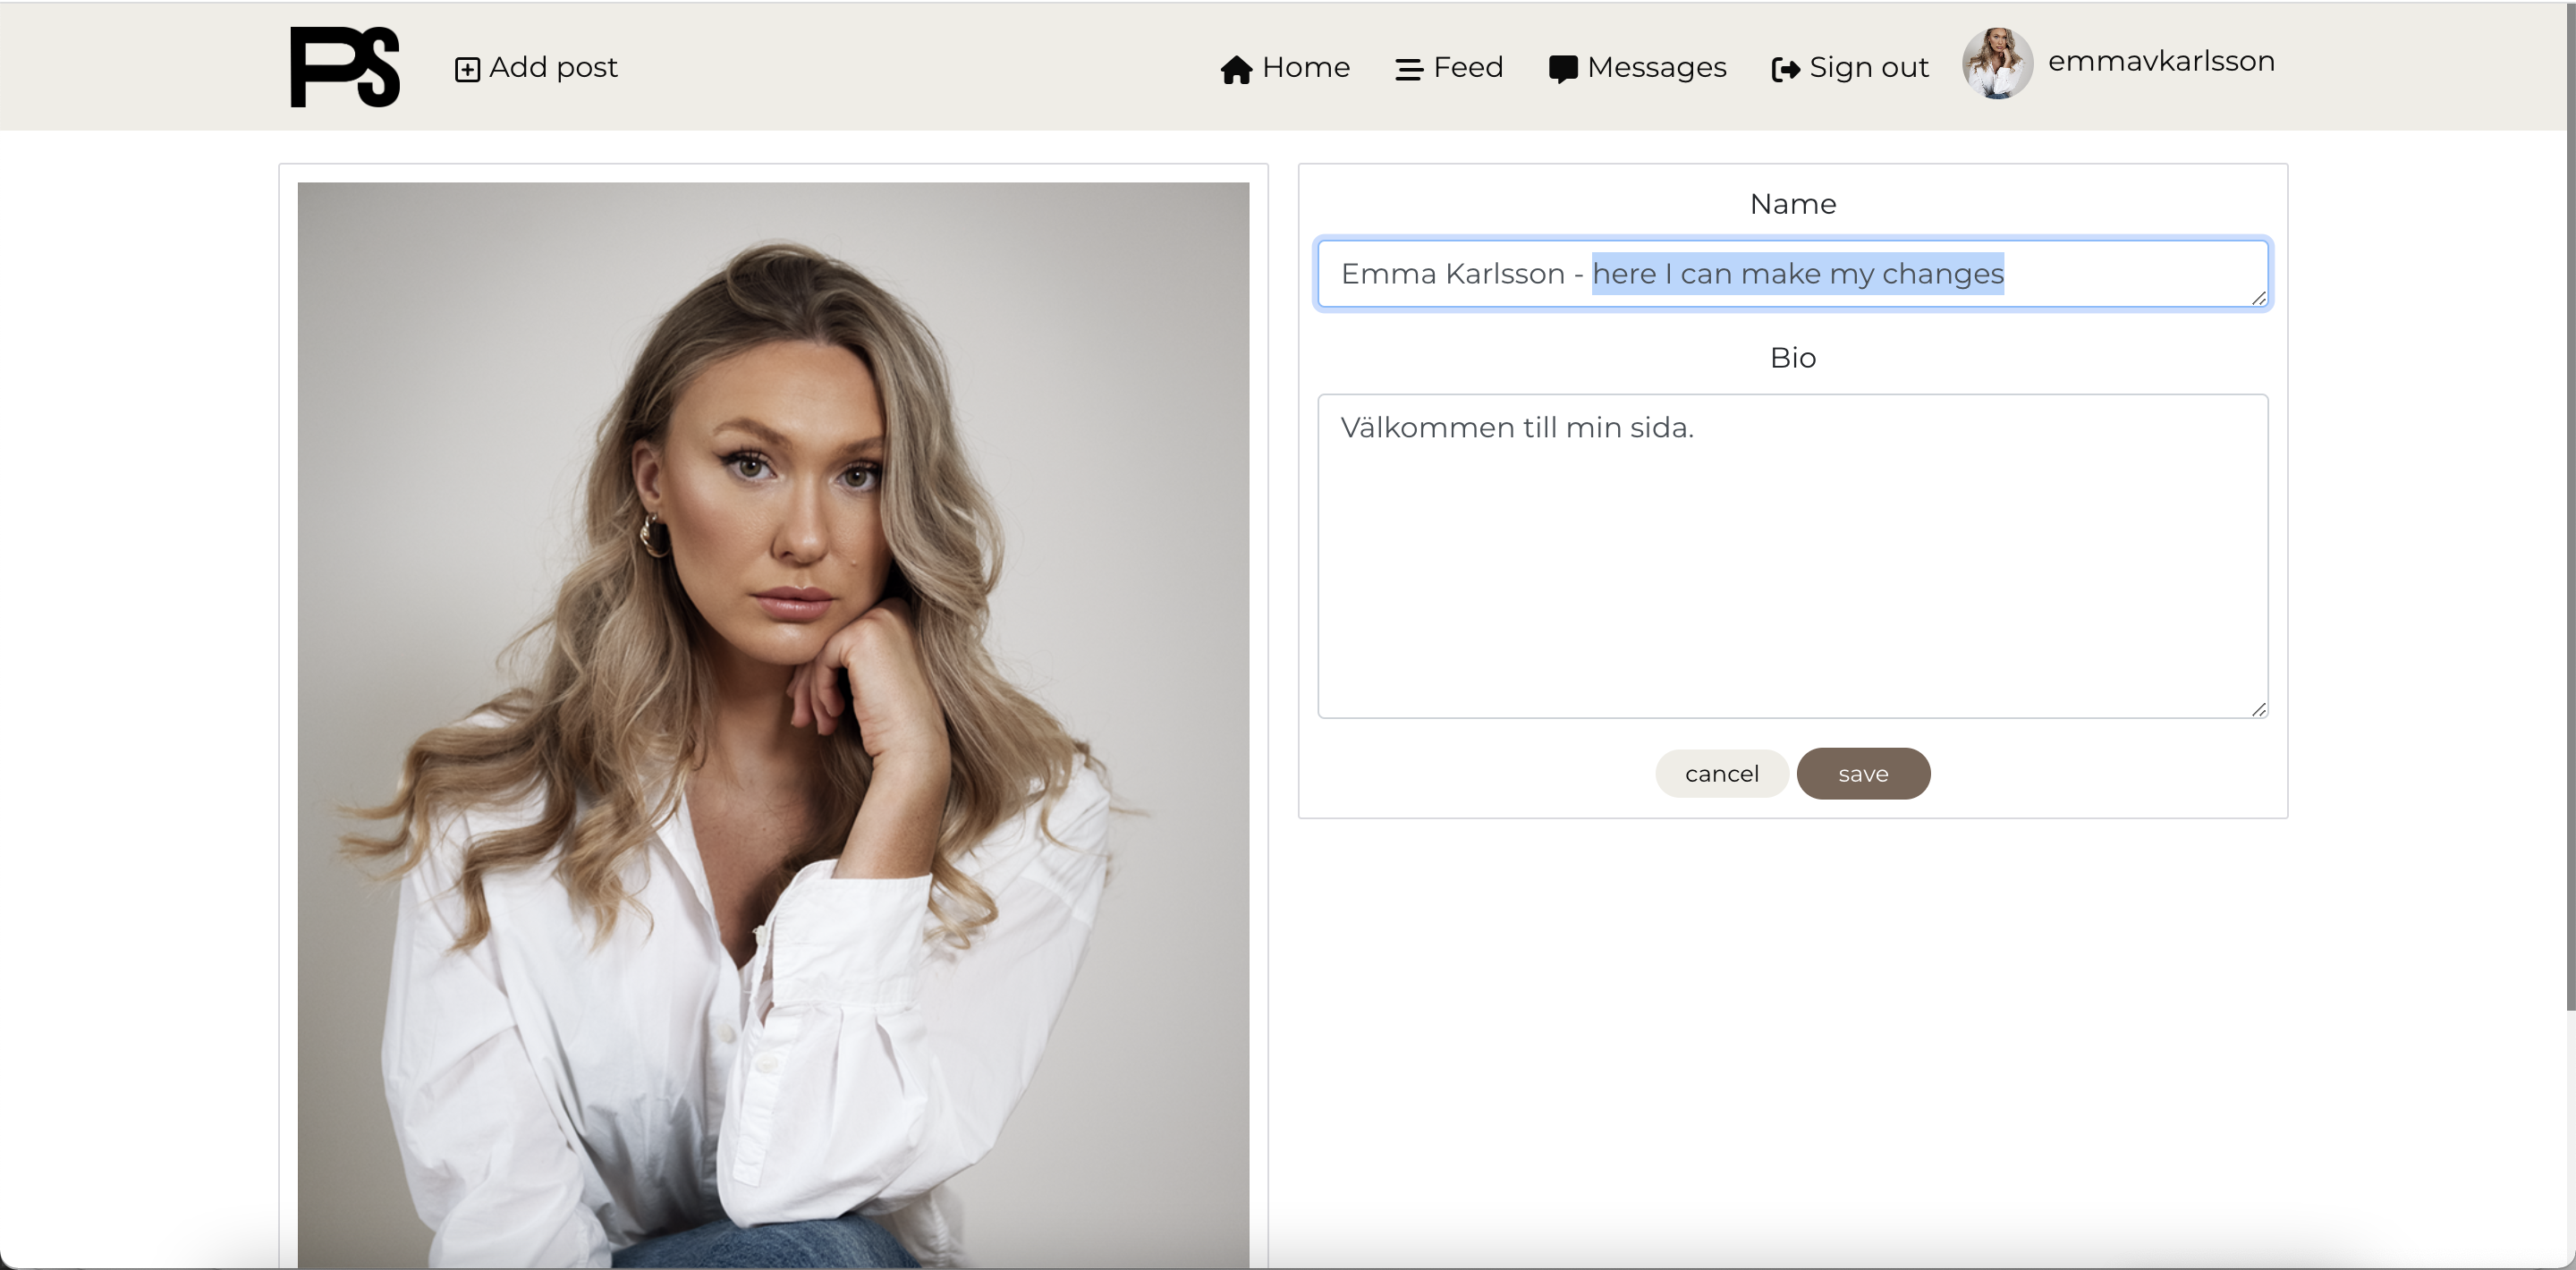 PS
Add post
Home
Feed
Messages
Sign out
emmavkarlsson
Name
Emma Karlsson - here I can make my changes
Bio
Välkommen till min sida.
cancel
save